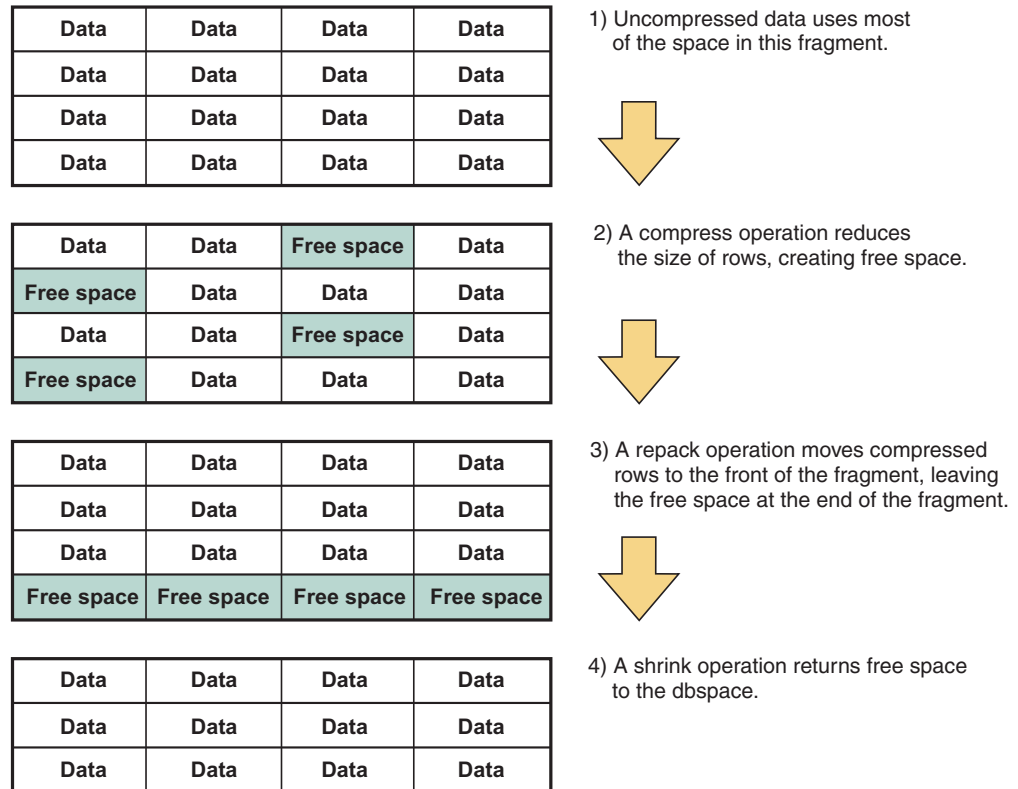 Data Data Data Data
Data Data Data Data
Data Data Data Data
Data Data Data Data
1) Uncompressed data uses most
of the space in this fragment.
Data Data Free space Data
Free space Data Data Data
Data Data Free space Data
Free space Data Data Data
2) A compress operation reduces
the size of rows, creating free space.
Data Data Data Data
Data Data Data Data
Data Data Data Data
Free space Free space Free space Free space
3) A repack operation moves compressed
rows to the front of the fragment, leaving
the free space at the end of the fragment.
Data Data Data Data
Data Data Data Data
Data Data Data Data
4) A shrink operation returns free space
to the dbspace.